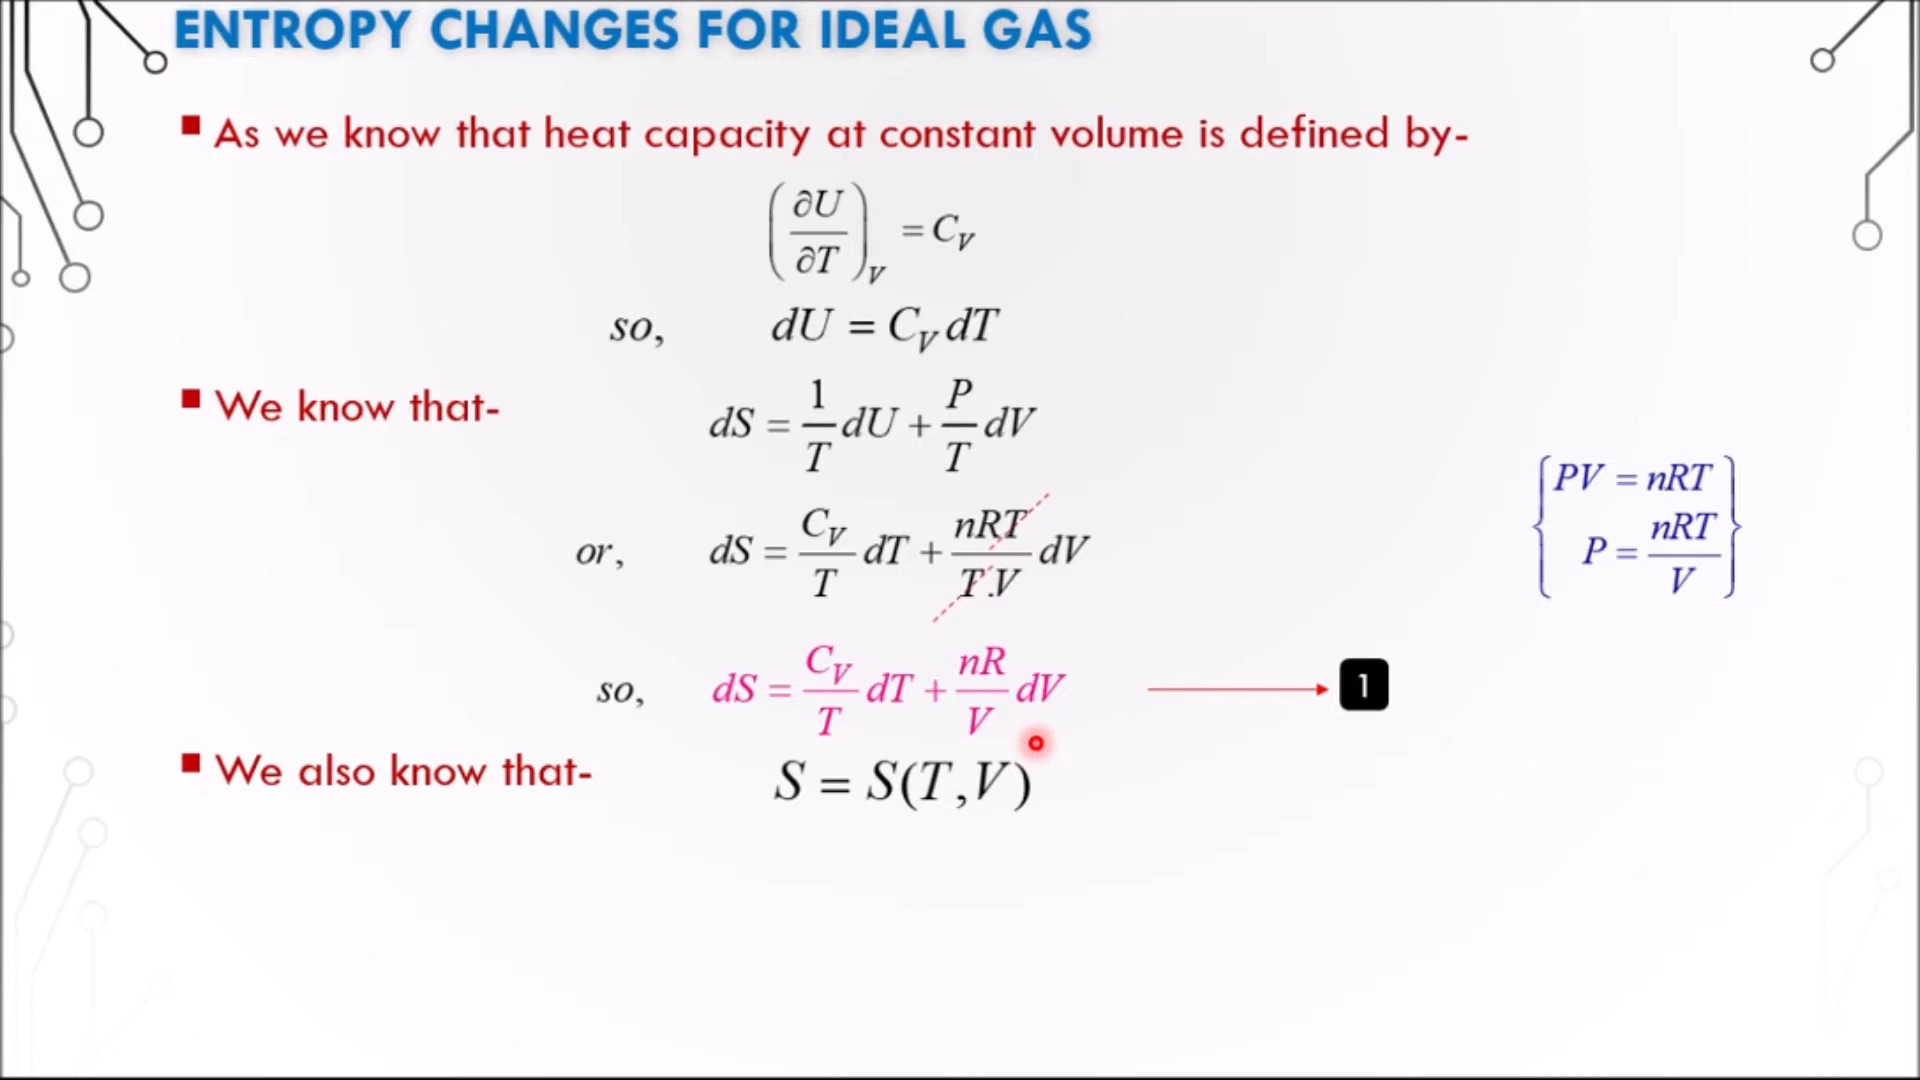 ENTROPY CHANGES FOR IDEAL GAS
▪ As we know that heat capacity at constant volume is defined by-
(∂U/∂T)_V = C_V
so, dU = C_V dT
▪ We know that- dS = 1/T dU + P/T dV
PV = nRT
or, dS = C_V/T dT + nRT/T.V dV
P = nRT/V
so, dS = C_V/T dT + nR/V dV → 1
▪ We also know that- S = S(T,V)